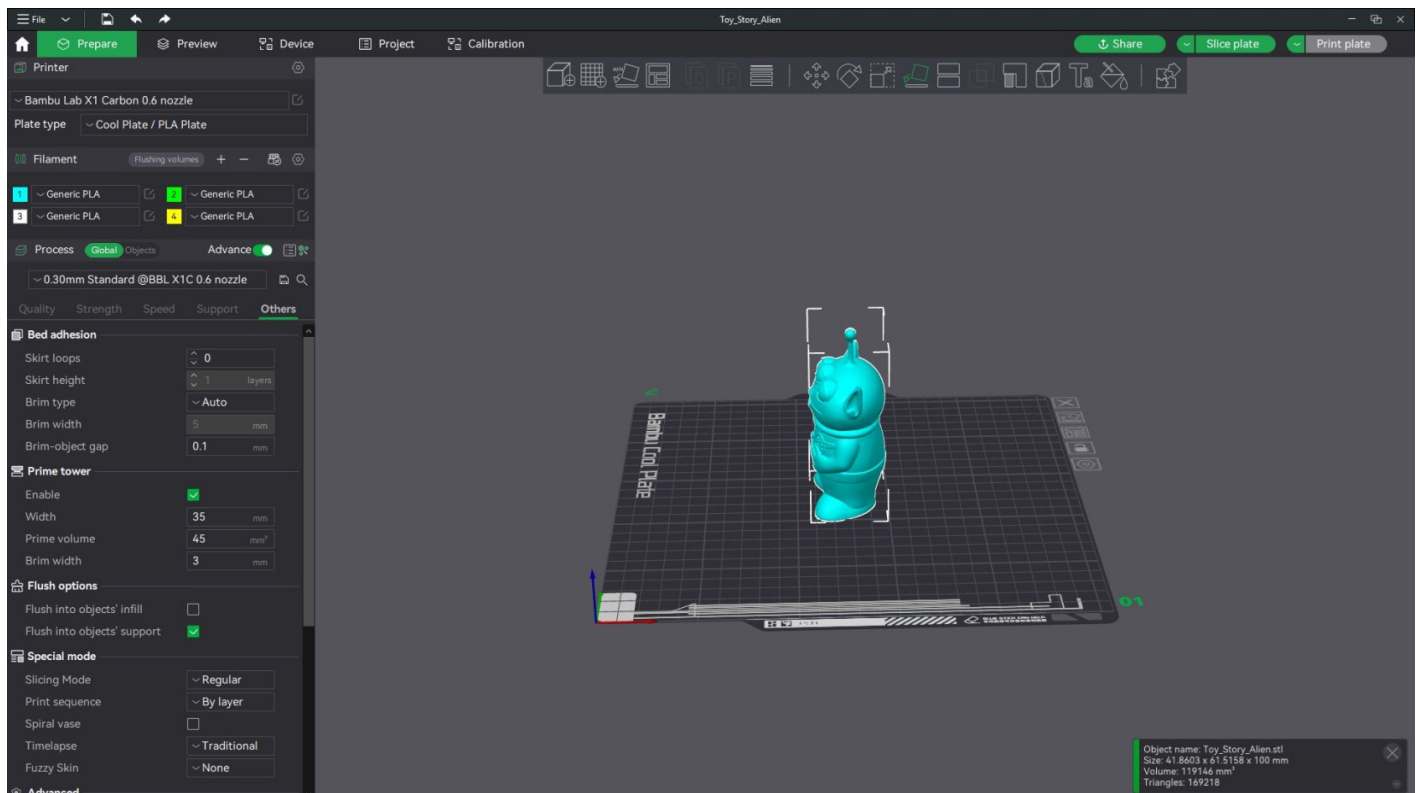 File
Toy_Story_Alien
Prepare
Preview
Device
Project
Calibration
Share
Slice plate
Print plate
Printer
Bambu Lab X1 Carbon 0.6 nozzle
Plate type
Cool Plate / PLA Plate
Filament
Flushing volumes
1 Generic PLA
2 Generic PLA
3 Generic PLA
4 Generic PLA
Process
Global
Objects
Advance
0.30mm Standard @BBL X1C 0.6 nozzle
Quality
Strength
Speed
Support
Others
Bed adhesion
Skirt loops 0
Skirt height 1 layers
Brim type Auto
Brim width 5 mm
Brim-object gap 0.1 mm
Prime tower
Enable
Width 35 mm
Prime volume 45 mm³
Brim width 3 mm
Flush options
Flush into objects' infill
Flush into objects' support
Special mode
Slicing Mode Regular
Print sequence By layer
Spiral vase
Timelapse Traditional
Fuzzy Skin None
Advanced
AUTO
Bambu Cool Plate
01
Object name: Toy_Story_Alien.stl
Size: 41.8603 x 61.5158 x 100 mm
Volume: 119146 mm³
Triangles: 169218